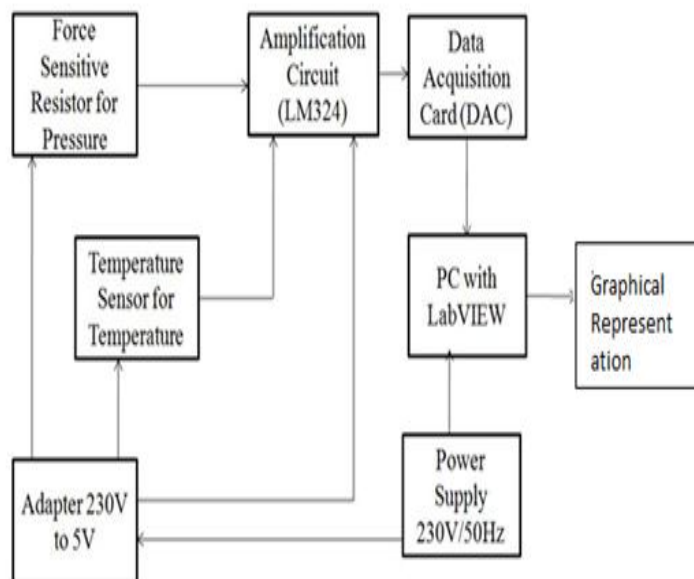 Force
Sensitive
Resistor for
Pressure
Amplification
Circuit
(LM324)
Data
Acquisition
Card (DAC)
Temperature
Sensor for
Temperature
PC with
LabVIEW
Graphical
Represent
ation
Adapter 230V
to 5V
Power
Supply
230V/50Hz